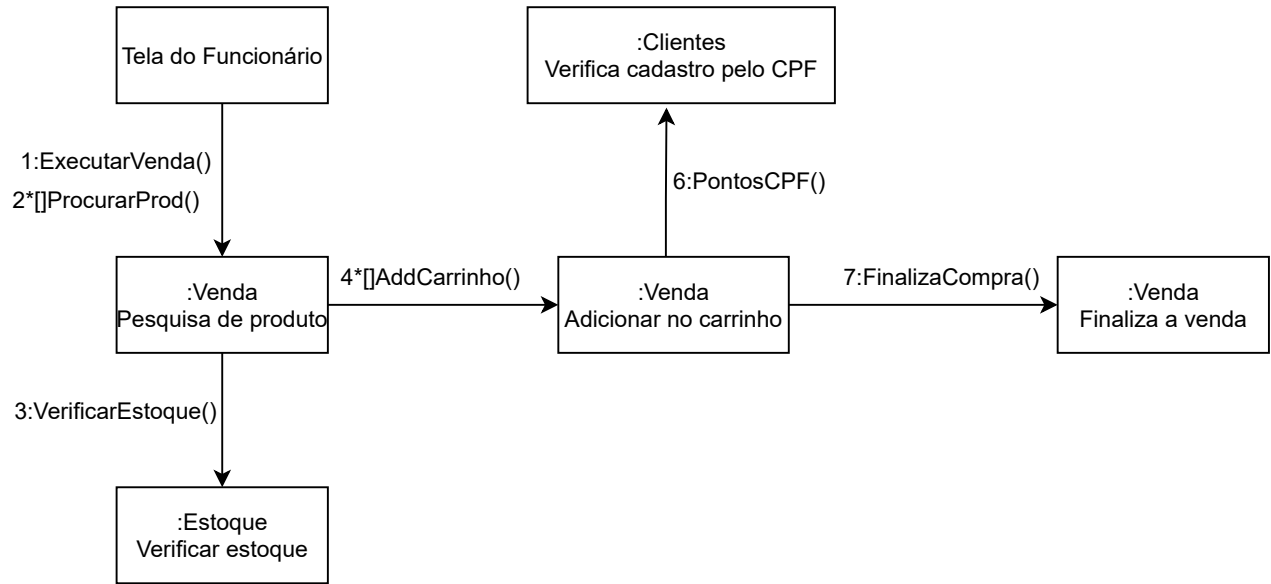 Tela do Funcionário
:Clientes
Verifica cadastro pelo CPF
1:ExecutarVenda()
2*[]ProcurarProd()
6:PontosCPF()
:Venda
Pesquisa de produto
4*[]AddCarrinho()
:Venda
Adicionar no carrinho
7:FinalizaCompra()
:Venda
Finaliza a venda
3:VerificarEstoque()
:Estoque
Verificar estoque